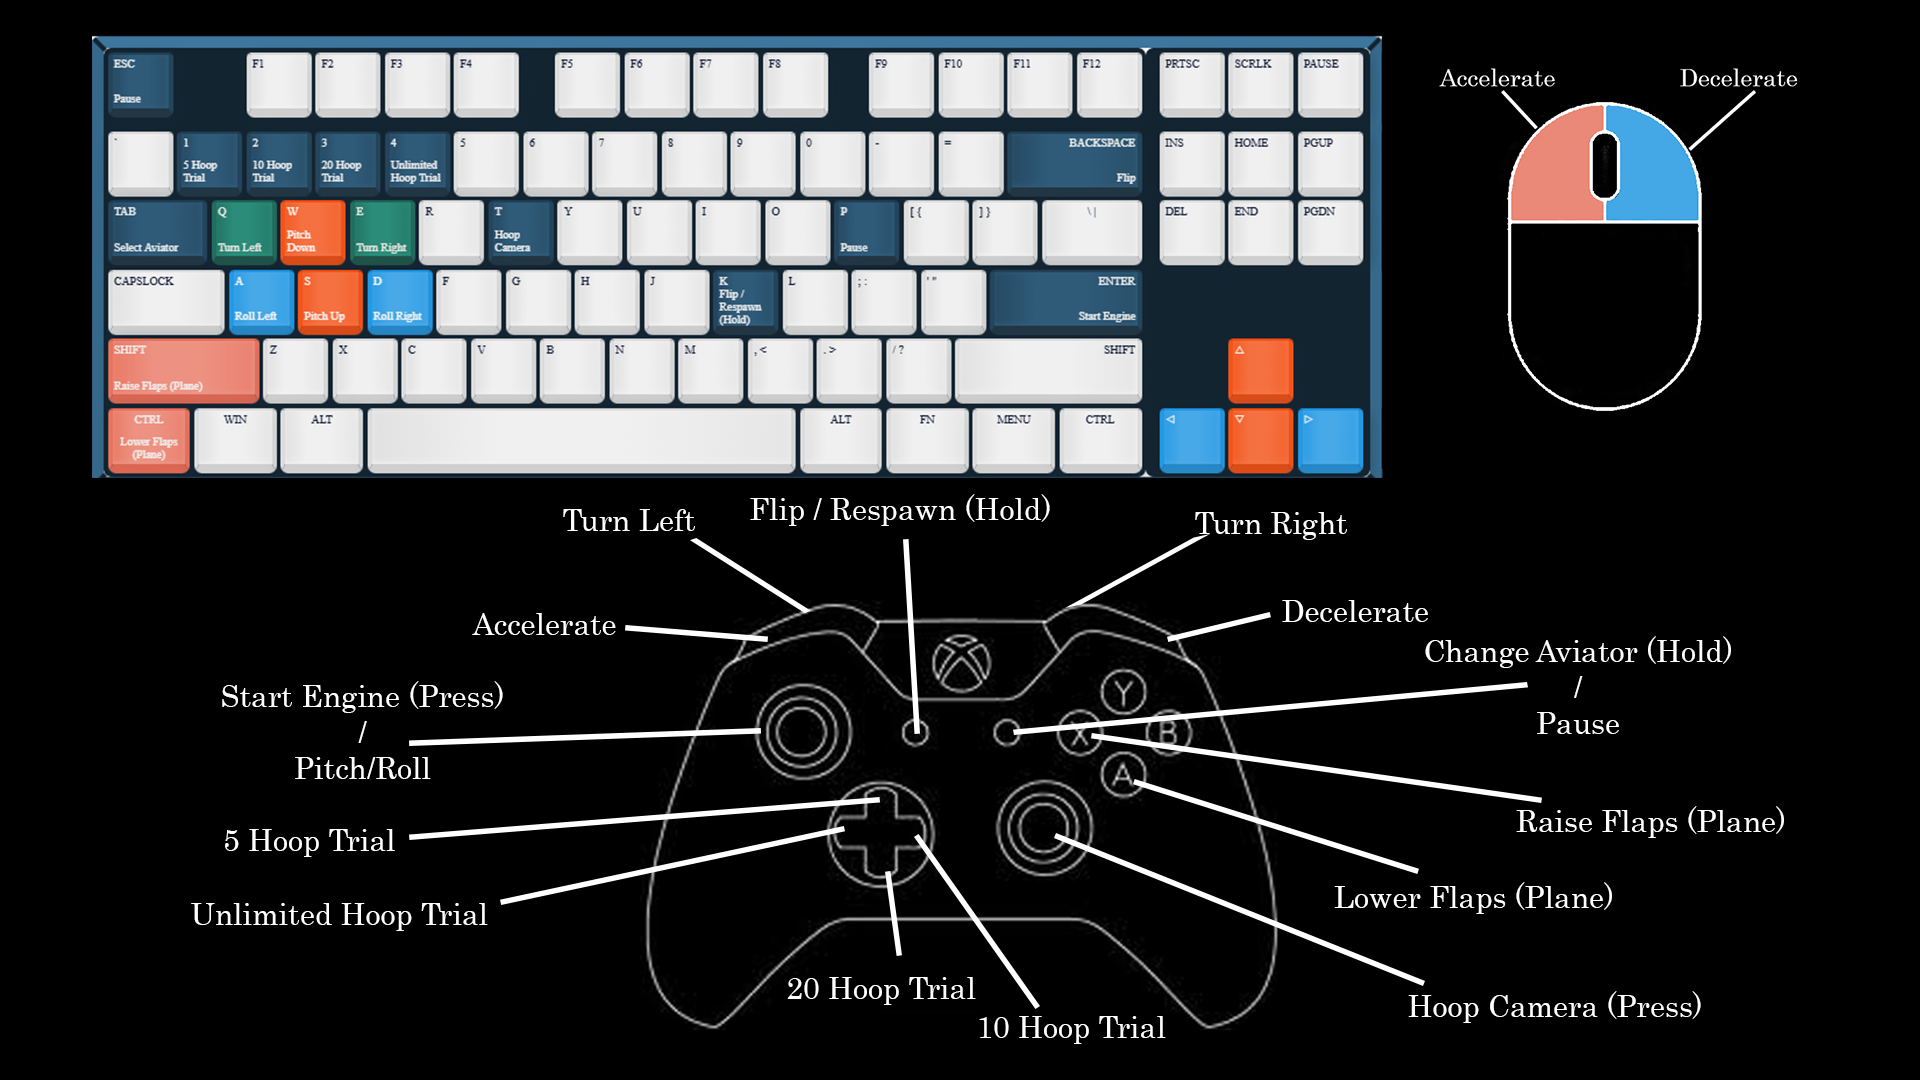 ESC
Pause
F1
F2
F3
F4
F5
F6
F7
F8
F9
F10
F11
F12
PRTSC
SCRLK
PAUSE
`
1
5 Hoop
Trial
2
10 Hoop
Trial
3
20 Hoop
Trial
4
Unlimited
Hoop Trial
5
6
7
8
9
0
-
=
BACKSPACE
Flip
INS
HOME
PGUP
TAB
Select Aviator
Q
Turn Left
W
Pitch
Down
E
Turn Right
R
T
Hoop
Camera
Y
U
I
O
P
Pause
[ {
] }
\ |
DEL
END
PGDN
CAPSLOCK
A
Roll Left
S
Pitch Up
D
Roll Right
F
G
H
J
K
Flip /
Respawn
(Hold)
L
; :
' "
ENTER
Start Engine
SHIFT
Raise Flaps (Plane)
Z
X
C
V
B
N
M
, <
. >
/ ?
SHIFT
CTRL
Lower Flaps
(Plane)
WIN
ALT
ALT
FN
MENU
CTRL
Accelerate
Decelerate
Turn Left
Flip / Respawn (Hold)
Turn Right
Accelerate
Decelerate
Change Aviator (Hold)
/
Pause
Start Engine (Press)
/
Pitch/Roll
Y
X
B
A
5 Hoop Trial
Raise Flaps (Plane)
Unlimited Hoop Trial
Lower Flaps (Plane)
20 Hoop Trial
10 Hoop Trial
Hoop Camera (Press)